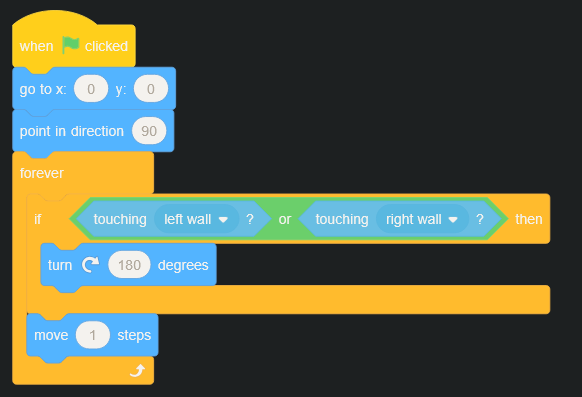 when clicked
go to x: 0 y: 0
point in direction 90
forever
if touching left wall ? or touching right wall ? then
turn 180 degrees
move 1 steps